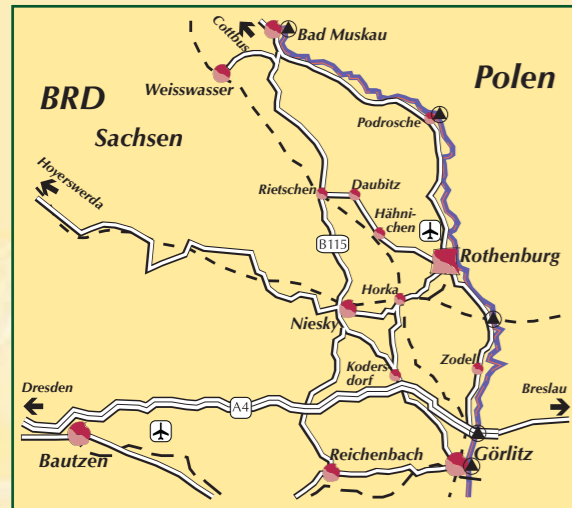 Cottbus
Bad Muskau
Weisswasser
Polen
BRD
Sachsen
Podrosche
Hoyerswerda
Rietschen
Daubitz
Hähni-
chen
B115
Rothenburg
Horka
Niesky
Zodel
Koders-
dorf
Dresden
Breslau
A4
Bautzen
Reichenbach
Görlitz